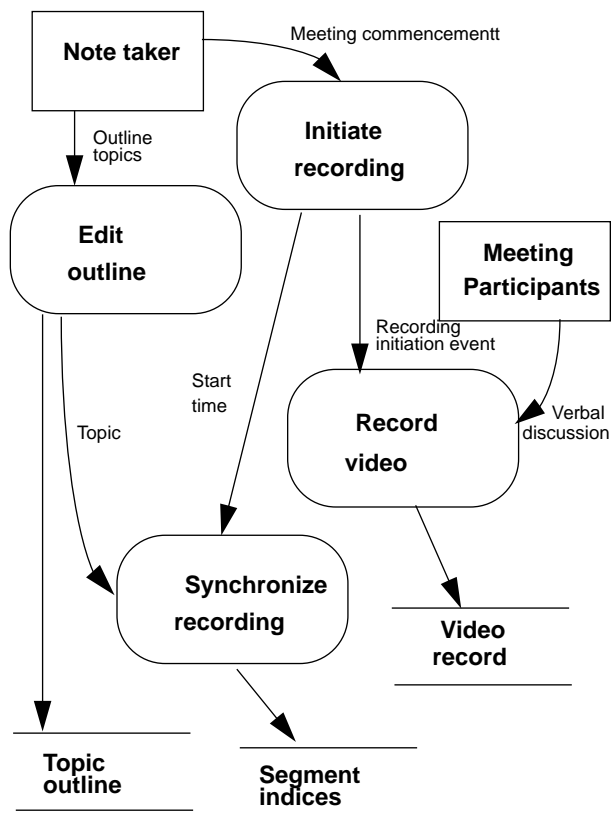 Note taker
Meeting commencementt
Outline
topics
Initiate
recording
Edit
outline
Meeting
Participants
Recording
initiation event
Start
time
Topic
Record
video
Verbal
discussion
Synchronize
recording
Video
record
Topic
outline
Segment
indices